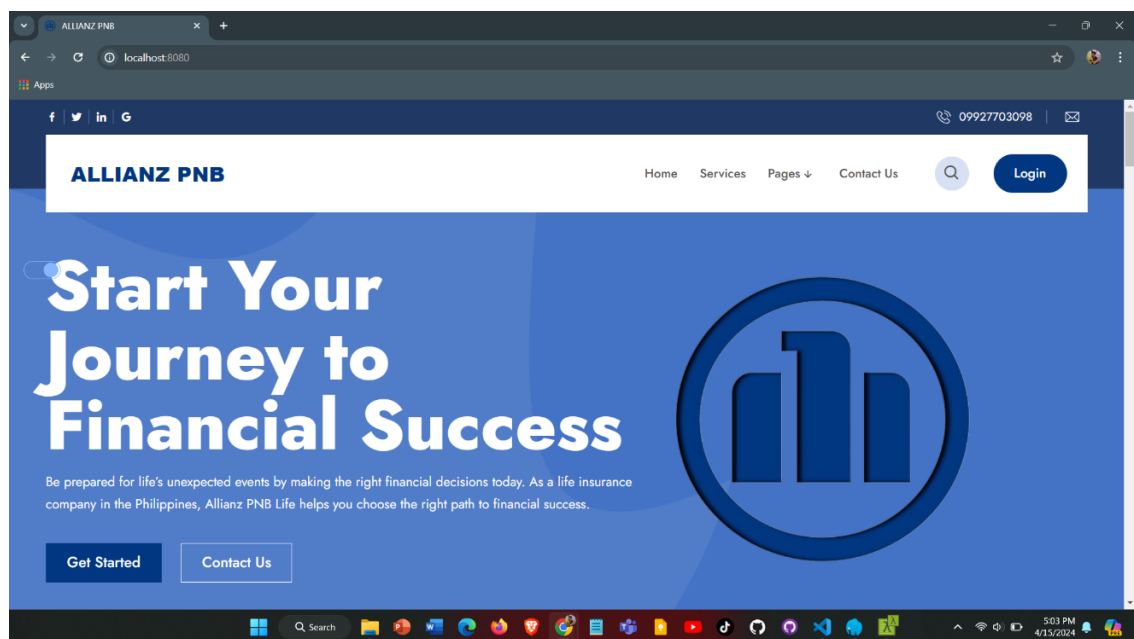 ALLIANZ PNB
localhost:8080
Apps
f in G
09927703098
ALLIANZ PNB
Home Services Pages ↓ Contact Us Login
Start Your
Journey to
Financial Success
Be prepared for life's unexpected events by making the right financial decisions today. As a life insurance
company in the Philippines, Allianz PNB Life helps you choose the right path to financial success.
Get Started Contact Us
Search
5:03 PM
4/15/2024